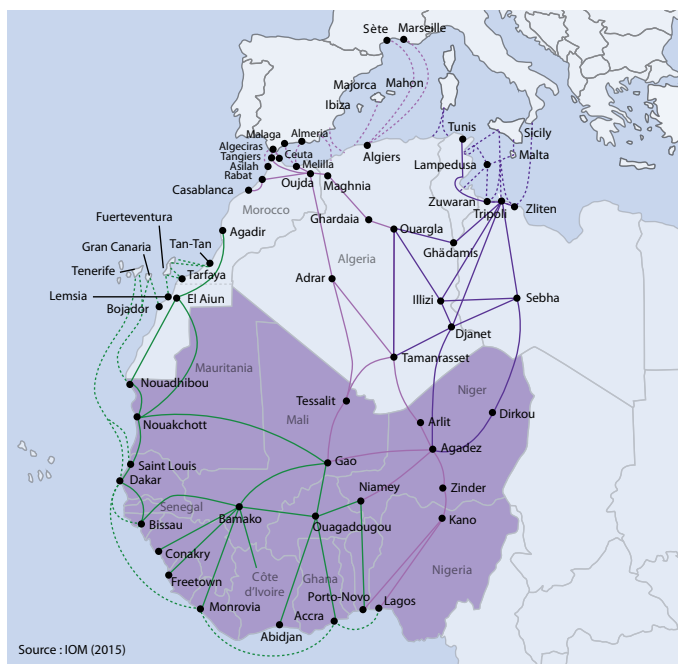 Sète
Marseille
Majorca
Mahon
Ibiza
Malaga
Almeria
Algeciras
Tangiers
Ceuta
Asilah
Melilla
Rabat
Oujda
Maghnia
Casablanca
Algiers
Tunis
Sicily
Lampedusa
Malta
Zuwaran
Tripoli
Zliten
Morocco
Ghardaia
Ouargla
Fuerteventura
Agadir
Ghädamis
Gran Canaria
Tan-Tan
Algeria
Tenerife
Tarfaya
Adrar
Lemsia
El Aiun
Illizi
Sebha
Bojador
Djanet
Tamanrasset
Mauritania
Nouadhibou
Tessalit
Niger
Mali
Nouakchott
Arlit
Dirkou
Agadez
Saint Louis
Gao
Dakar
Niamey
Zinder
Senegal
Bissau
Bamako
Ouagadougou
Kano
Conakry
Freetown
Côte
d'Ivoire
Ghana
Nigeria
Porto-Novo
Lagos
Monrovia
Accra
Abidjan
Source : IOM (2015)